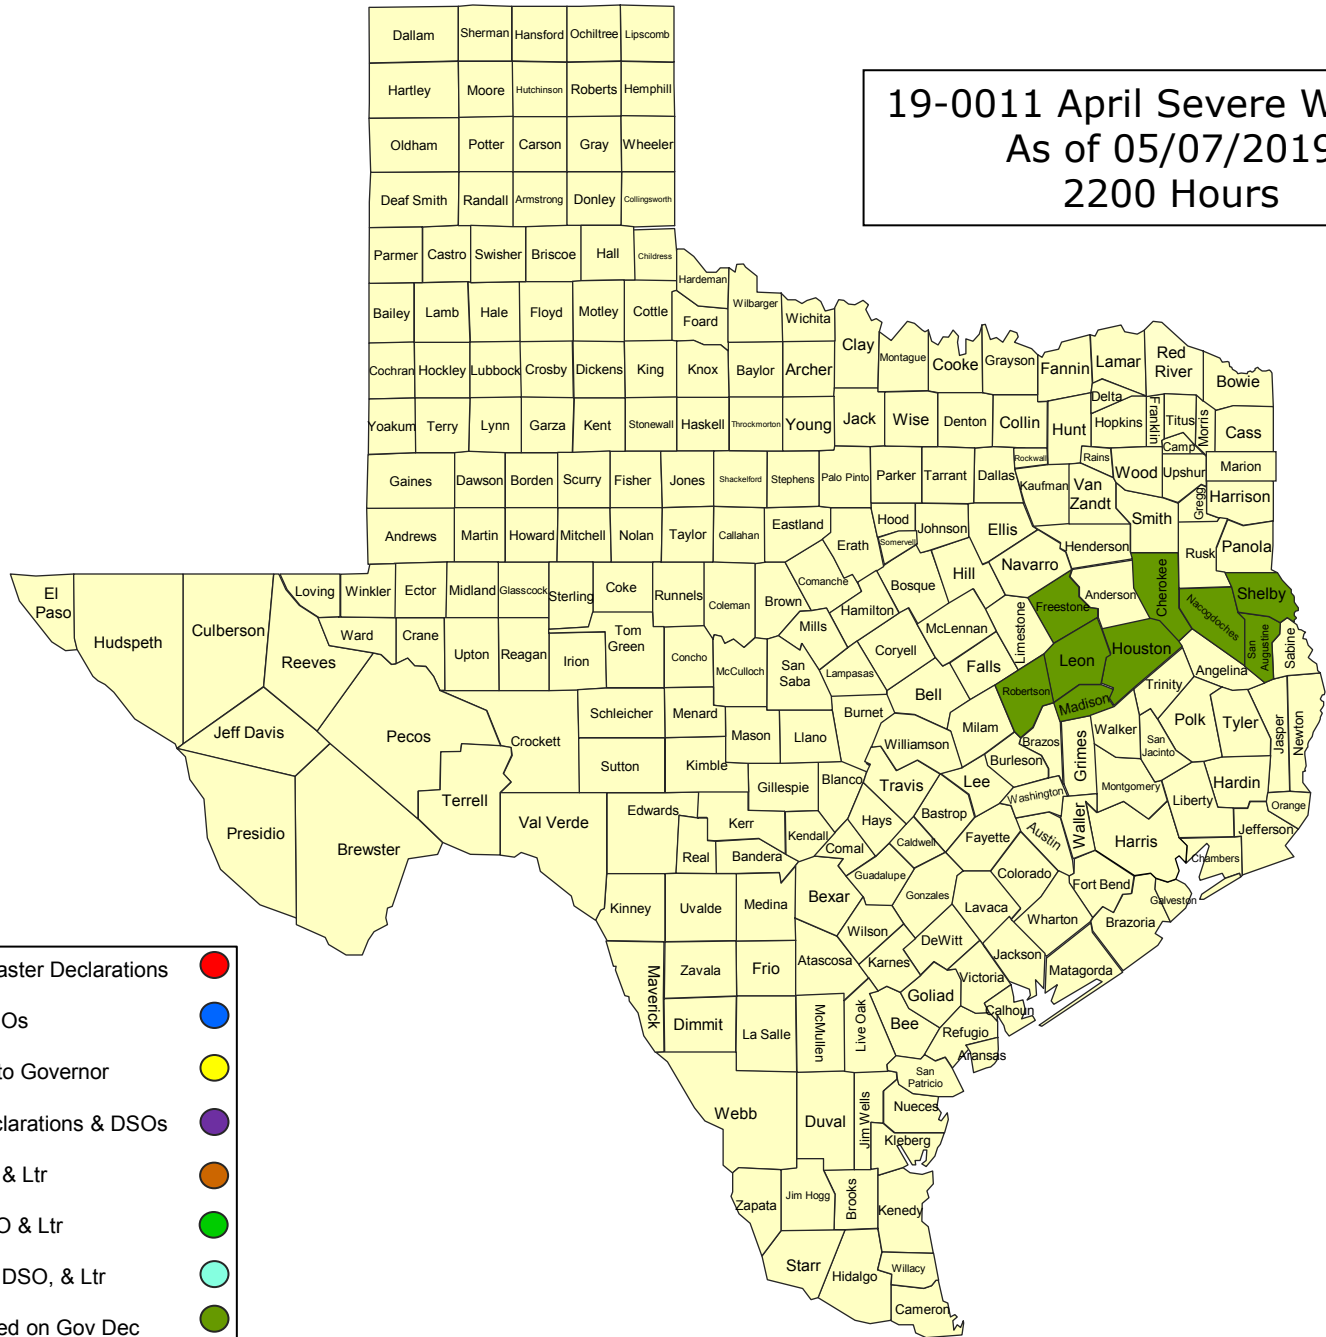 Dallam Sherman Hansford Ochiltree Lipscomb
Hartley Moore Hutchinson Roberts Hemphill
19-0011 April Severe W
As of 05/07/2019
2200 Hours
Oldham Potter Carson Gray Wheeler
Deaf Smith Randall Armstrong Donley Collingsworth
Parmer Castro Swisher Briscoe Hall Childress
Hardeman
Wilbarger
Bailey Lamb Hale Floyd Motley Cottle Foard Wichita
Clay Montague Cooke Grayson Fannin Lamar Red
River
Bowie
Cochran Hockley Lubbock Crosby Dickens King Knox Baylor Archer
Delta
Yoakum Terry Lynn Garza Kent Stonewall Haskell Throckmorton Young Jack Wise Denton Collin Hunt Hopkins Franklin Titus Morris Cass
Camp
Rockwall Rains
Gaines Dawson Borden Scurry Fisher Jones Shackelford Stephens Palo Pinto Parker Tarrant Dallas Kaufman Van
Zandt
Wood Upshur Marion
Gregg Harrison
Andrews Martin Howard Mitchell Nolan Taylor Callahan Eastland Erath Hood Somervell Johnson Ellis Henderson Smith Rusk Panola
El
Paso
Hudspeth Culberson Loving Winkler Ector Midland Glasscock Sterling Coke Runnels Coleman Brown Comanche Hamilton Bosque Hill Navarro Freestone Anderson Cherokee Nacogdoches Shelby
Reeves Ward Crane Upton Reagan Irion Tom
Green
Concho McCulloch San
Saba
Mills Lampasas Coryell McLennan Limestone Falls Leon Houston Angelina San
Augustine
Sabine
Jeff Davis Pecos Crockett Schleicher Menard Mason Llano Burnet Bell Milam Robertson Madison Trinity Polk Tyler Jasper Newton
Sutton Kimble Gillespie Blanco Williamson Burleson Brazos Grimes Walker San
Jacinto
Presidio Brewster Terrell Val Verde Edwards Kerr Kendall Hays Travis Lee Washington Montgomery Liberty Hardin Orange
Real Bandera Comal Caldwell Bastrop Fayette Austin Waller Harris Jefferson
Chambers
Kinney Uvalde Medina Bexar Guadalupe Gonzales Lavaca Colorado Fort Bend Galveston
Wilson DeWitt Wharton Brazoria
Maverick Zavala Frio Atascosa Karnes Jackson Matagorda
Victoria
Dimmit La Salle McMullen Live Oak Bee Goliad Calhoun
Refugio
Aransas
San
Patricio
Webb Duval Jim Wells Nueces
Kleberg
Zapata Jim Hogg Brooks Kenedy
Starr Hidalgo Willacy
Cameron
aster Declarations
Os
to Governor
clarations & DSOs
& Ltr
O & Ltr
DSO, & Ltr
ed on Gov Dec